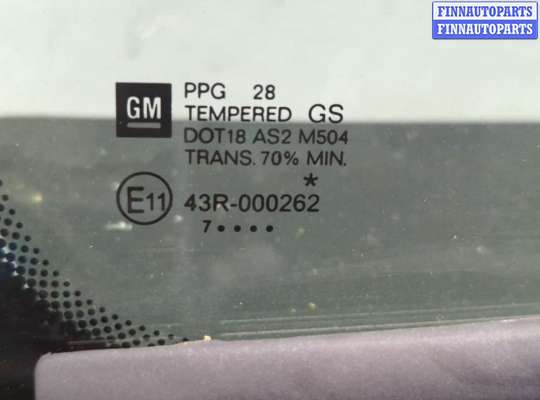 FINNAUTOPARTS
FINNAUTOPARTS
GM
PPG 28
TEMPERED GS
DOT18 AS2 M504
TRANS. 70% MIN.
*
E11 43R-000262
7 • • • •